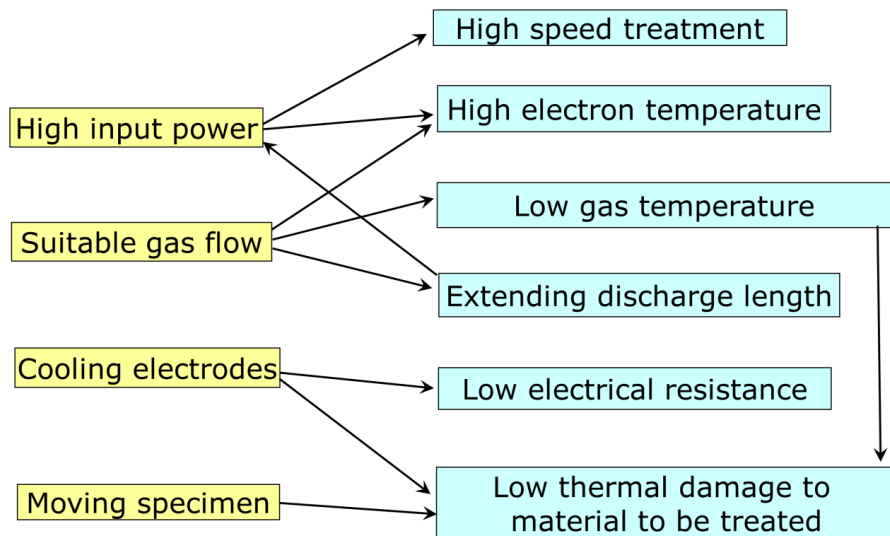 High speed treatment
High input power
High electron temperature
Suitable gas flow
Low gas temperature
Extending discharge length
Cooling electrodes
Low electrical resistance
Moving specimen
Low thermal damage to
material to be treated